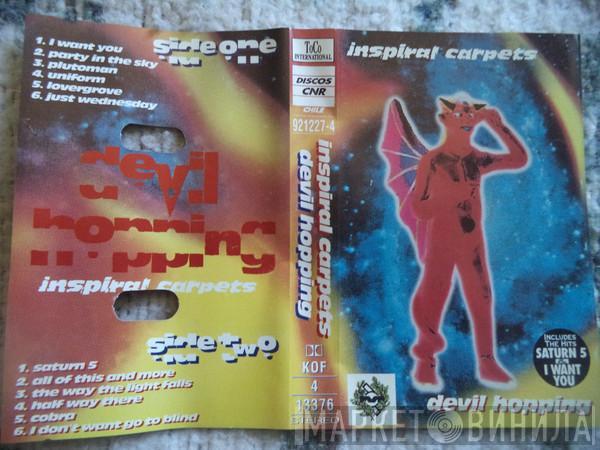 side one
1. i want you
2. party in the sky
3. plutoman
4. uniform
5. lovergrove
6. just wednesday
devil
hopping
inspiral carpets
side two
1. saturn 5
2. all of this and more
3. the way the light falls
4. half way there
5. cobra
6. I don't want go to blind
ToCo
INTERNATIONAL
DISCOS
CNR
CHILE
921227-4
inspiral carpets
devil hopping
KOF
4
13376
STEREO
inspiral carpets
INCLUDES
THE HITS
SATURN 5
&
I WANT
YOU
devil hopping
МАРКЕТ ВИНИЛА